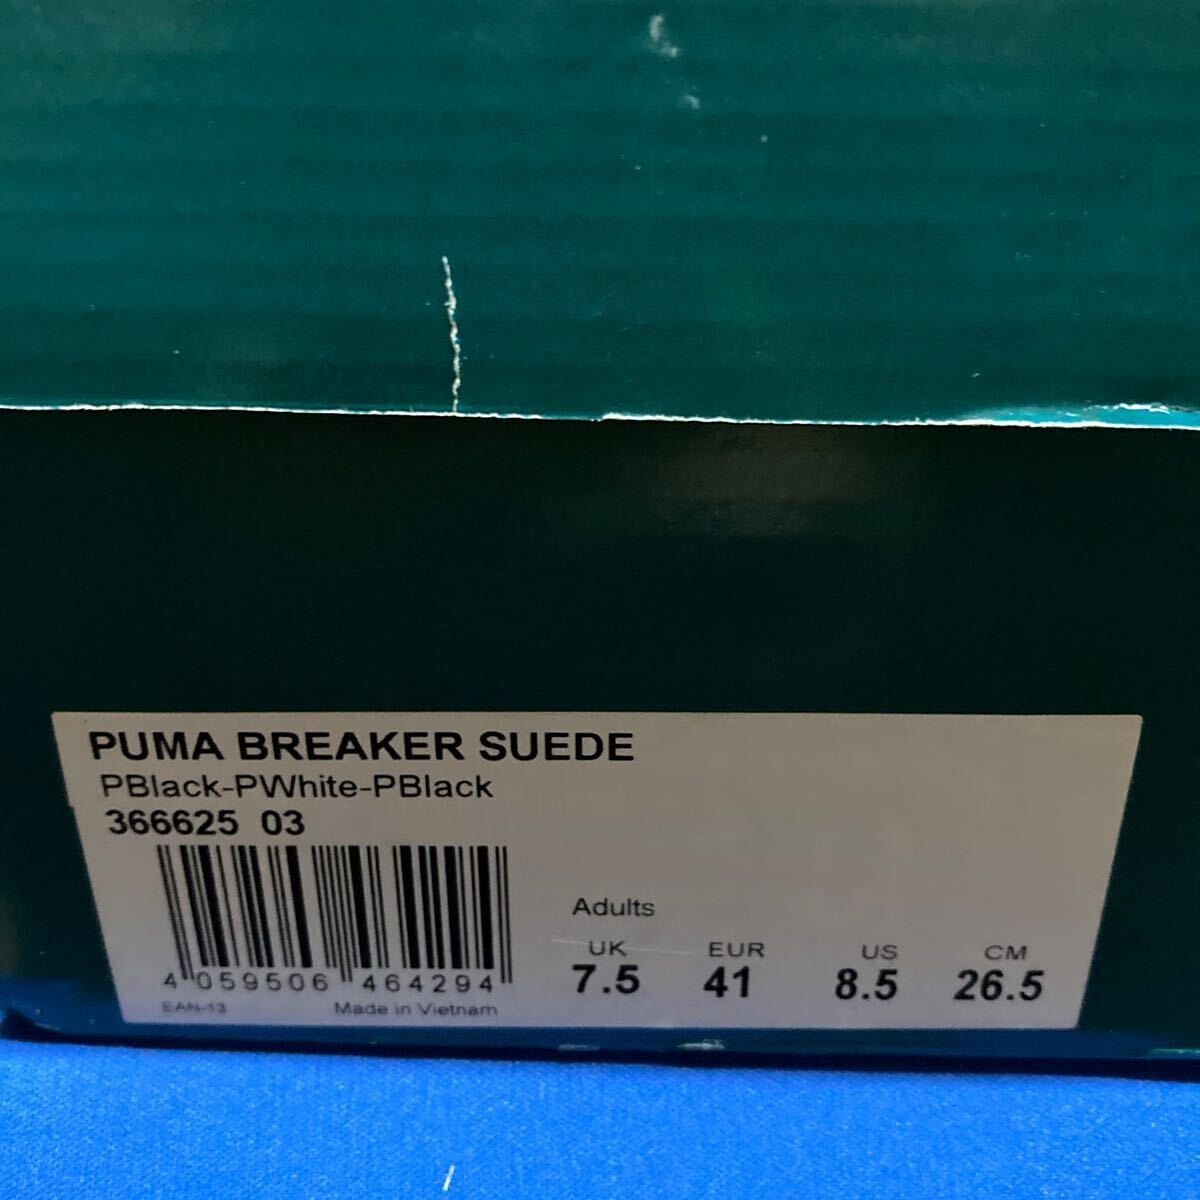 PUMA BREAKER SUEDE
PBlack-PWhite-PBlack
366625 03
4 059506 464294
EAN-13 Made in Vietnam
Adults
UK EUR US CM
7.5 41 8.5 26.5